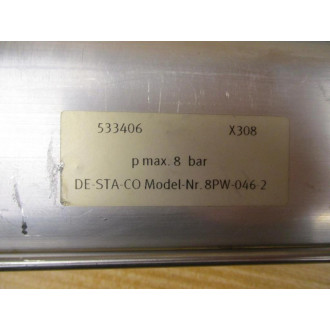 533406 X308
p max. 8 bar
DE-STA-CO Model-Nr. 8PW-046-2